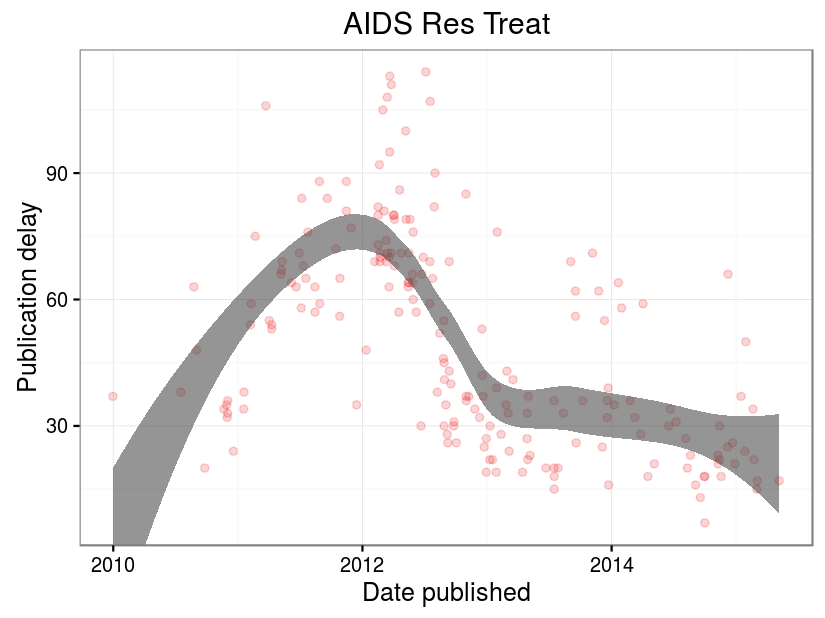 AIDS Res Treat
Publication delay
90
60
30
2010
2012
2014
Date published